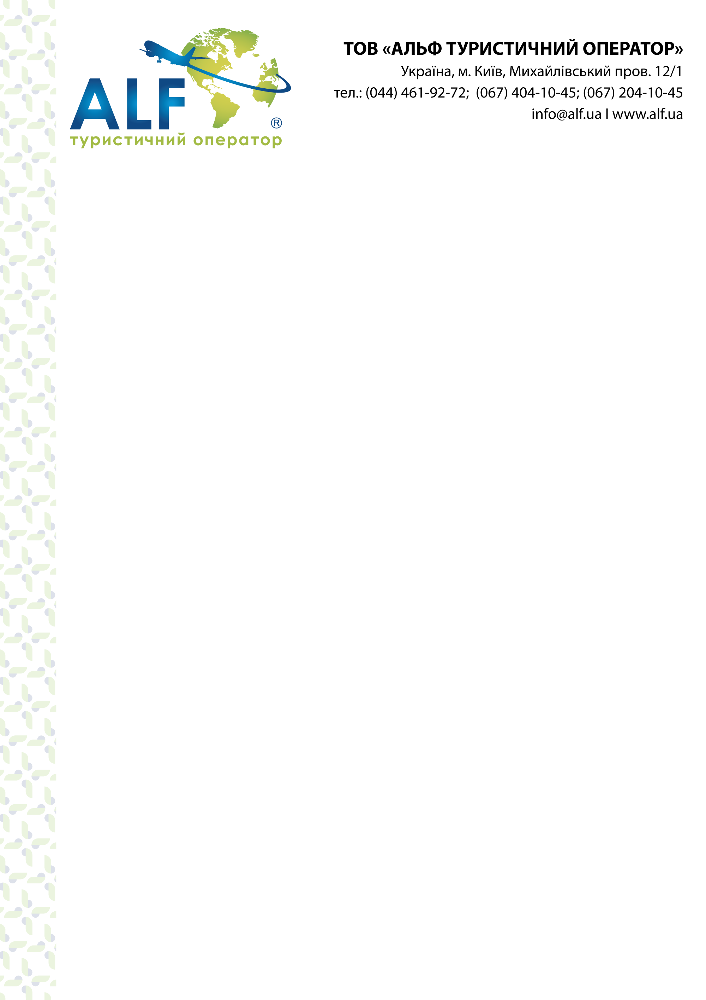 ALF
®
туристичний оператор
ТОВ «АЛЬФ ТУРИСТИЧНИЙ ОПЕРАТОР»
Україна, м. Київ, Михайлівський пров. 12/1
тел.: (044) 461-92-72; (067) 404-10-45; (067) 204-10-45
info@alf.ua | www.alf.ua